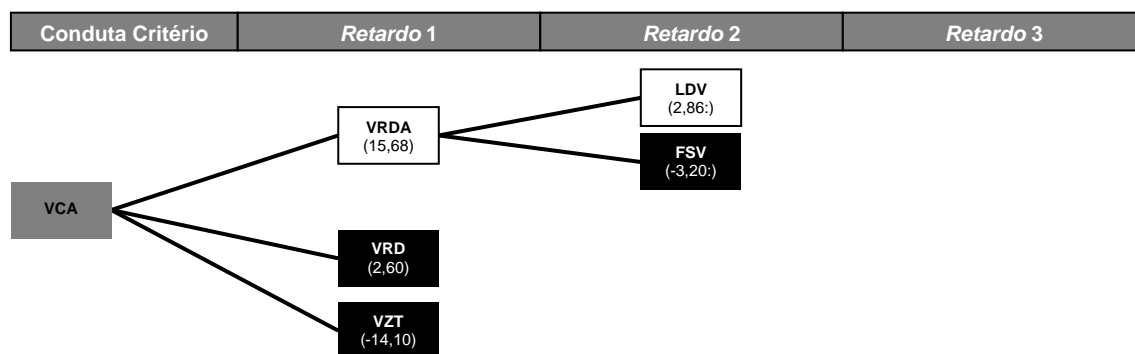 Conduta Critério Retardo 1 Retardo 2 Retardo 3
LDV
(2,86:)
VRDA
(15,68)
FSV
(-3,20:)
VCA
VRD
(2,60)
VZT
(-14,10)